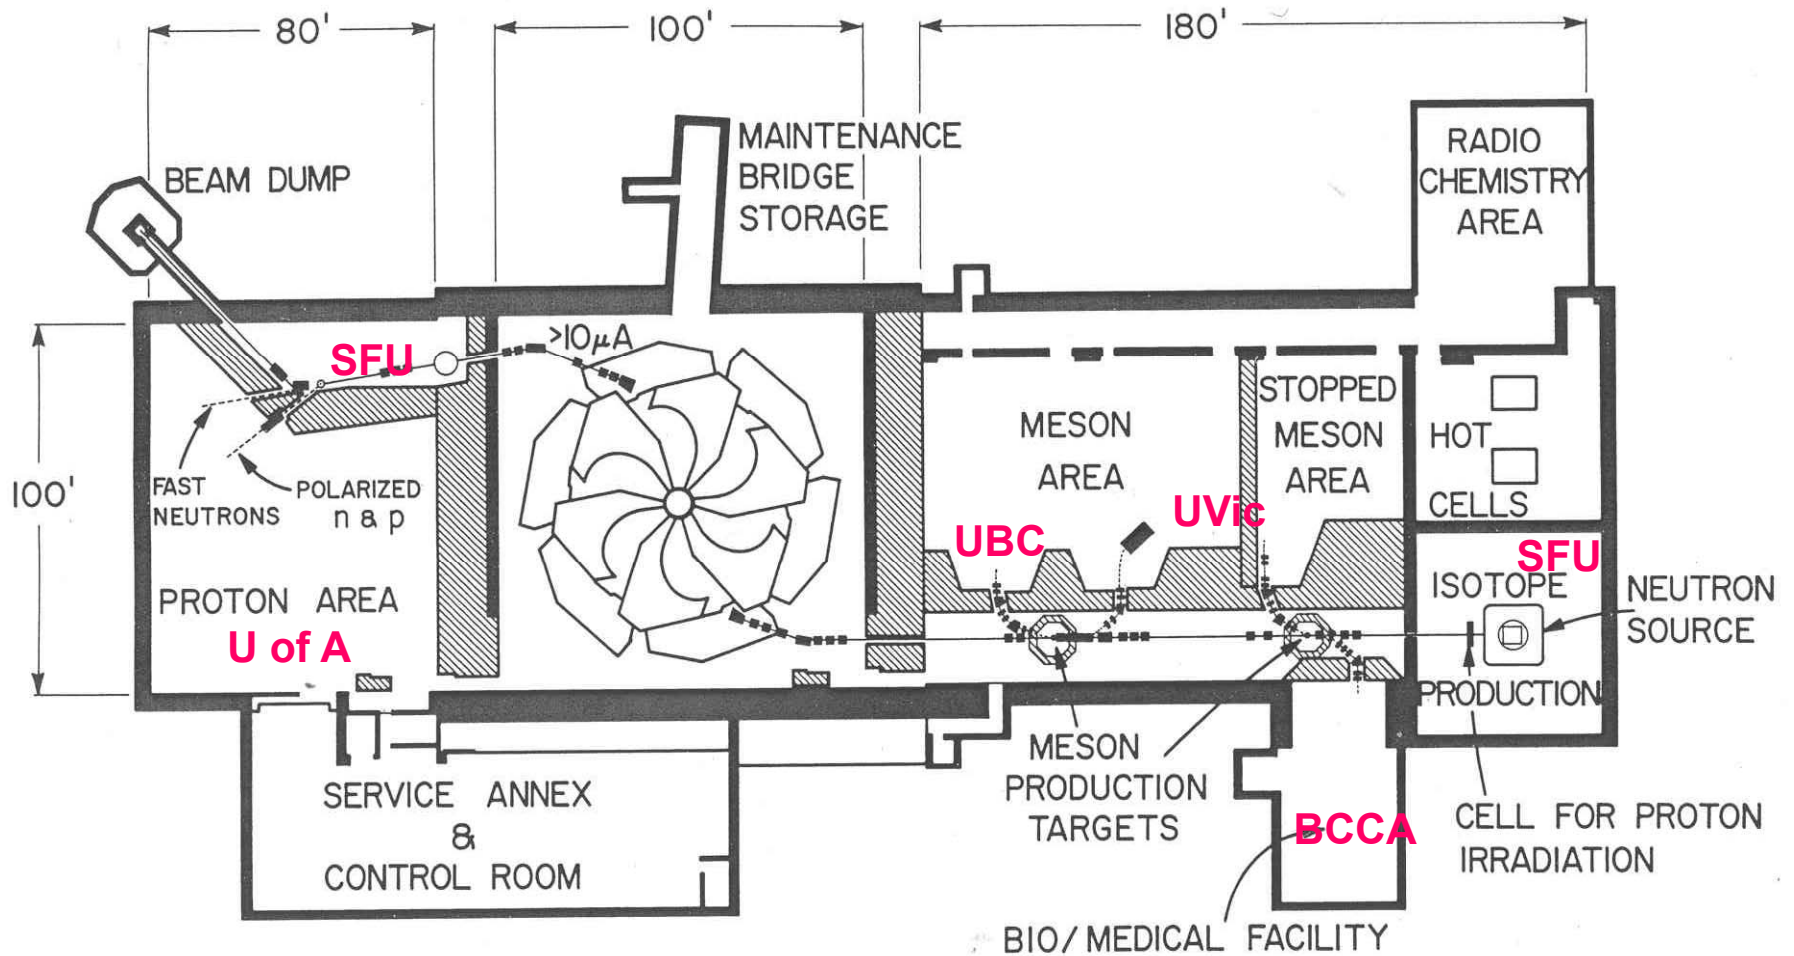 80'
100'
180'
MAINTENANCE
BRIDGE
STORAGE
RADIO
CHEMISTRY
AREA
BEAM DUMP
>10μA
SFU
STOPPED
MESON
AREA
MESON
AREA
HOT
CELLS
100'
FAST
NEUTRONS
POLARIZED
n & p
UVic
UBC
SFU
ISOTOPE
PRODUCTION
NEUTRON
SOURCE
PROTON AREA
U of A
MESON
PRODUCTION
TARGETS
SERVICE ANNEX
&
CONTROL ROOM
BCCA
CELL FOR PROTON
IRRADIATION
BIO/MEDICAL FACILITY